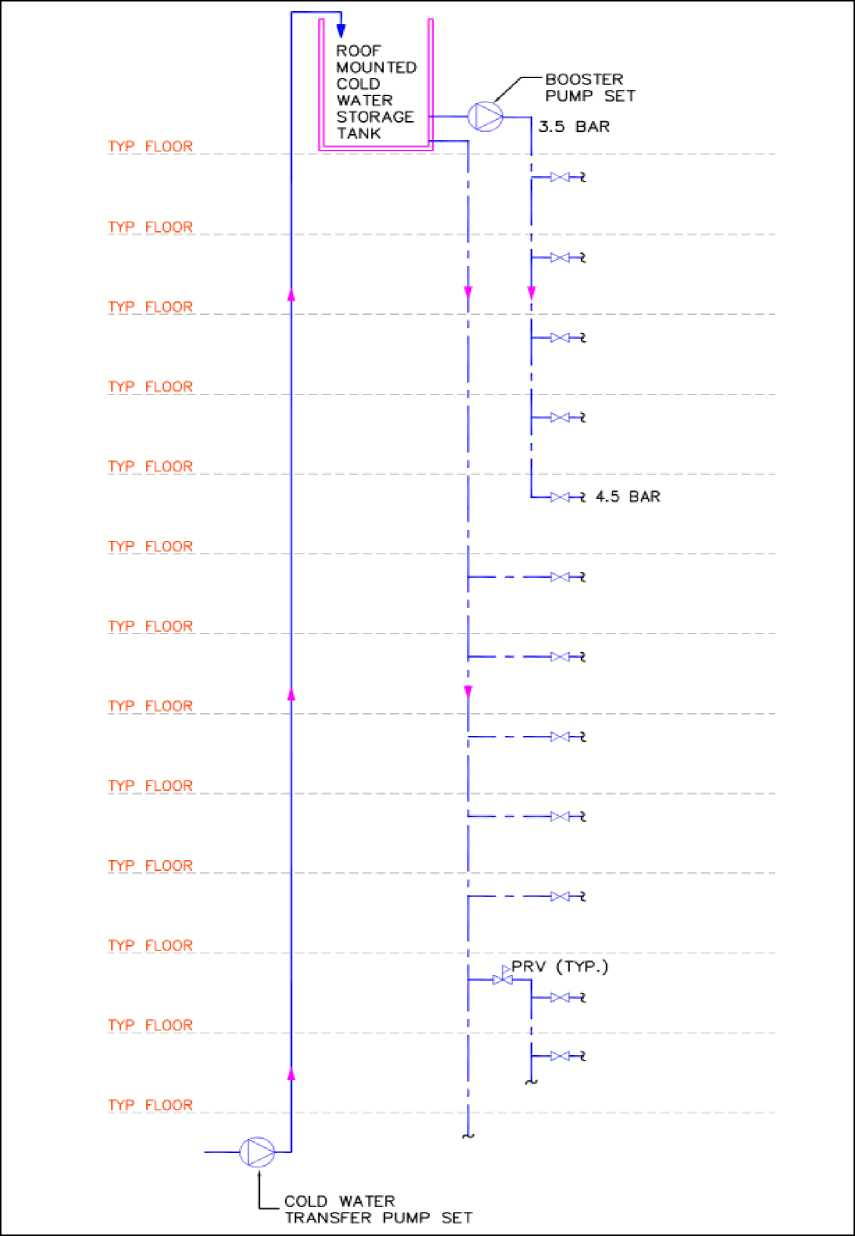 ROOF
MOUNTED
COLD
WATER
STORAGE
TANK
BOOSTER
PUMP SET
3.5 BAR
TYP FLOOR
TYP FLOOR
TYP FLOOR
TYP FLOOR
TYP FLOOR
4.5 BAR
TYP FLOOR
TYP FLOOR
TYP FLOOR
TYP FLOOR
TYP FLOOR
TYP FLOOR
PRV (TYP.)
TYP FLOOR
TYP FLOOR
COLD WATER
TRANSFER PUMP SET